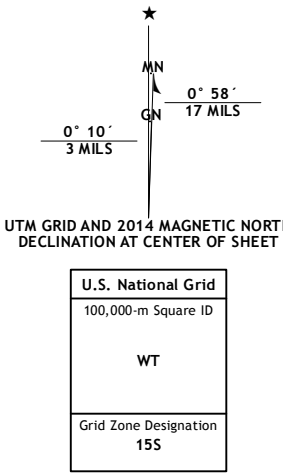 ★
MN
0° 58´
17 MILS
GN
0° 10´
3 MILS
UTM GRID AND 2014 MAGNETIC NORT
DECLINATION AT CENTER OF SHEET
U.S. National Grid
100,000-m Square ID
WT
Grid Zone Designation
15S